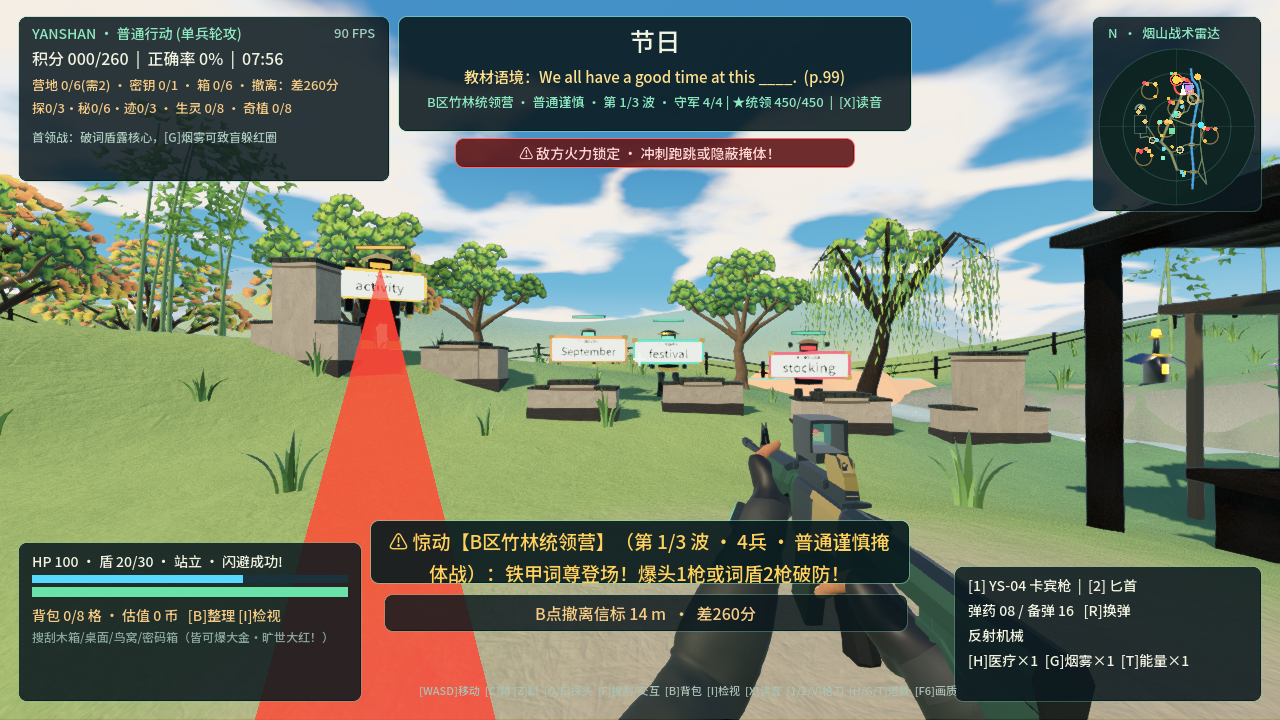 YANSHAN · 普通行动 (单兵轮攻) 90 FPS
积分 000/260 | 正确率 0% | 07:56
营地 0/6(需2) · 密钥 0/1 · 箱 0/6 · 撤离：差260分
探0/3·秘0/6·迹0/3 · 生灵 0/8 · 奇植 0/8
首领战：破词盾露核心，[G]烟雾可致盲躲红圈
节日
教材语境：We all have a good time at this ____. (p.99)
B区竹林统领营 · 普通谨慎 · 第 1/3 波 · 守军 4/4 | ★统领 450/450 | [X]读音
⚠ 敌方火力锁定 · 冲刺跑跳或隐蔽掩体！
N · 烟山战术雷达
activity
September
festival
stocking
⚠ 惊动【B区竹林统领营】（第 1/3 波 · 4兵 · 普通谨慎掩
体战）：铁甲词尊登场！爆头1枪或词盾2枪破防！
B点撤离信标 14 m · 差260分
HP 100 · 盾 20/30 · 站立 · 闪避成功!
背包 0/8 格 · 估值 0 币 [B]整理 [I]检视
搜刮木箱/桌面/鸟窝/密码箱（皆可爆大金·旷世大红！）
[1] YS-04 卡宾枪 | [2] 匕首
弹药 08 / 备弹 16 [R]换弹
反射机械
[H]医疗×1 [G]烟雾×1 [T]能量×1
[WASD]移动 交互 [B]背包 [I]检视 [F6]画质